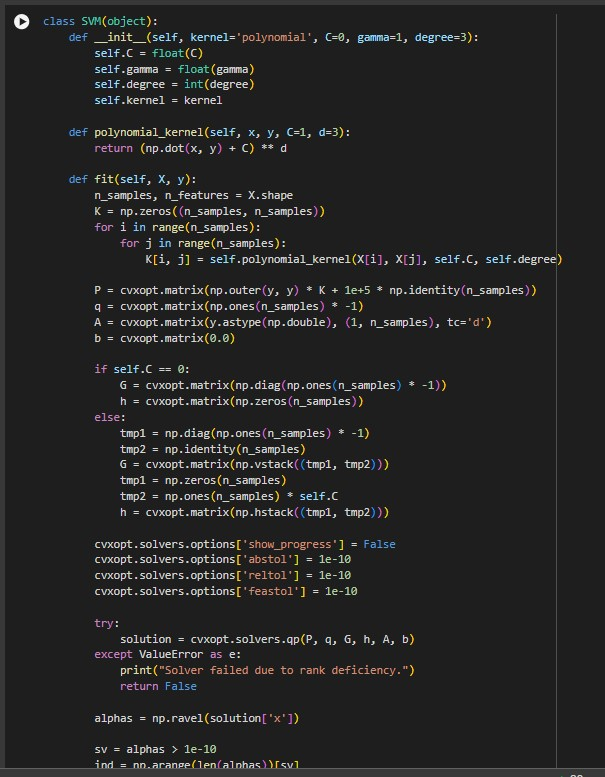 class SVM(object):
    def __init__(self, kernel='polynomial', C=0, gamma=1, degree=3):
        self.C = float(C)
        self.gamma = float(gamma)
        self.degree = int(degree)
        self.kernel = kernel

    def polynomial_kernel(self, x, y, C=1, d=3):
        return (np.dot(x, y) + C) ** d

    def fit(self, X, y):
        n_samples, n_features = X.shape
        K = np.zeros((n_samples, n_samples))
        for i in range(n_samples):
            for j in range(n_samples):
                K[i, j] = self.polynomial_kernel(X[i], X[j], self.C, self.degree)

        P = cvxopt.matrix(np.outer(y, y) * K + 1e+5 * np.identity(n_samples))
        q = cvxopt.matrix(np.ones(n_samples) * -1)
        A = cvxopt.matrix(y.astype(np.double), (1, n_samples), tc='d')
        b = cvxopt.matrix(0.0)

        if self.C == 0:
            G = cvxopt.matrix(np.diag(np.ones(n_samples) * -1))
            h = cvxopt.matrix(np.zeros(n_samples))
        else:
            tmp1 = np.diag(np.ones(n_samples) * -1)
            tmp2 = np.identity(n_samples)
            G = cvxopt.matrix(np.vstack((tmp1, tmp2)))
            tmp1 = np.zeros(n_samples)
            tmp2 = np.ones(n_samples) * self.C
            h = cvxopt.matrix(np.hstack((tmp1, tmp2)))

        cvxopt.solvers.options['show_progress'] = False
        cvxopt.solvers.options['abstol'] = 1e-10
        cvxopt.solvers.options['reltol'] = 1e-10
        cvxopt.solvers.options['feastol'] = 1e-10

        try:
            solution = cvxopt.solvers.qp(P, q, G, h, A, b)
        except ValueError as e:
            print("Solver failed due to rank deficiency.")
            return False

        alphas = np.ravel(solution['x'])

        sv = alphas > 1e-10
        ind = np.arange(len(alphas))[sv]